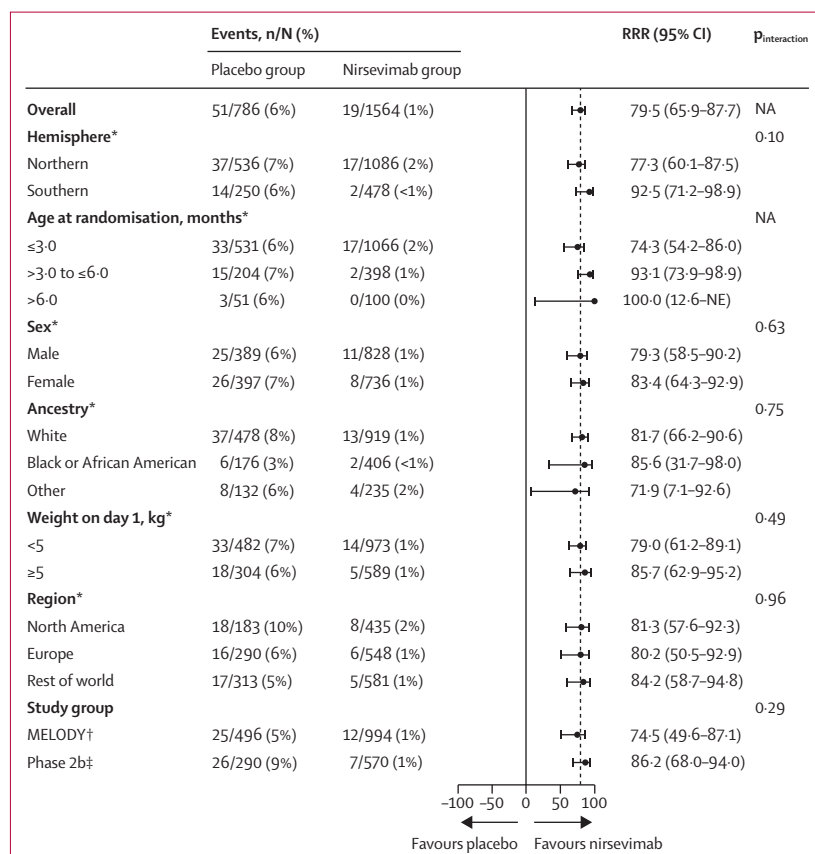 Events, n/N (%) RRR (95% CI) pinteraction
Placebo group Nirsevimab group
Overall 51/786 (6%) 19/1564 (1%) 79·5 (65·9–87·7) NA
Hemisphere* 0·10
Northern 37/536 (7%) 17/1086 (2%) 77·3 (60·1–87·5)
Southern 14/250 (6%) 2/478 (<1%) 92·5 (71·2–98·9)
Age at randomisation, months* NA
≤3·0 33/531 (6%) 17/1066 (2%) 74·3 (54·2–86·0)
>3·0 to ≤6·0 15/204 (7%) 2/398 (1%) 93·1 (73·9–98·9)
>6·0 3/51 (6%) 0/100 (0%) 100·0 (12·6–NE)
Sex* 0·63
Male 25/389 (6%) 11/828 (1%) 79·3 (58·5–90·2)
Female 26/397 (7%) 8/736 (1%) 83·4 (64·3–92·9)
Ancestry* 0·75
White 37/478 (8%) 13/919 (1%) 81·7 (66·2–90·6)
Black or African American 6/176 (3%) 2/406 (<1%) 85·6 (31·7–98·0)
Other 8/132 (6%) 4/235 (2%) 71·9 (7·1–92·6)
Weight on day 1, kg* 0·49
<5 33/482 (7%) 14/973 (1%) 79·0 (61·2–89·1)
≥5 18/304 (6%) 5/589 (1%) 85·7 (62·9–95·2)
Region* 0·96
North America 18/183 (10%) 8/435 (2%) 81·3 (57·6–92·3)
Europe 16/290 (6%) 6/548 (1%) 80·2 (50·5–92·9)
Rest of world 17/313 (5%) 5/581 (1%) 84·2 (58·7–94·8)
Study group 0·29
MELODY† 25/496 (5%) 12/994 (1%) 74·5 (49·6–87·1)
Phase 2b‡ 26/290 (9%) 7/570 (1%) 86·2 (68·0–94·0)
–100 –50 0 50 100
Favours placebo Favours nirsevimab